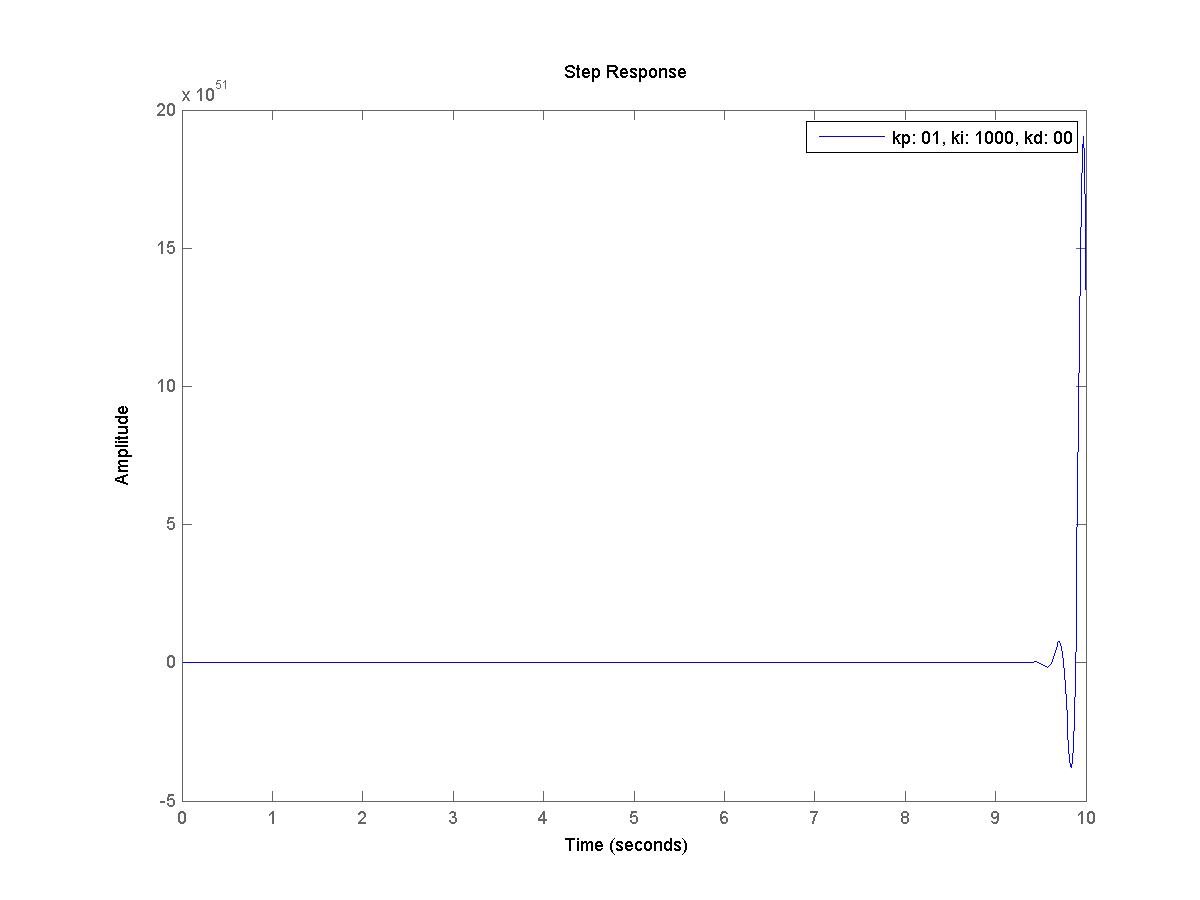 Step Response
x 10^51
20
kp: 01, ki: 1000, kd: 00
15
10
Amplitude
5
0
-5
0 1 2 3 4 5 6 7 8 9 10
Time (seconds)